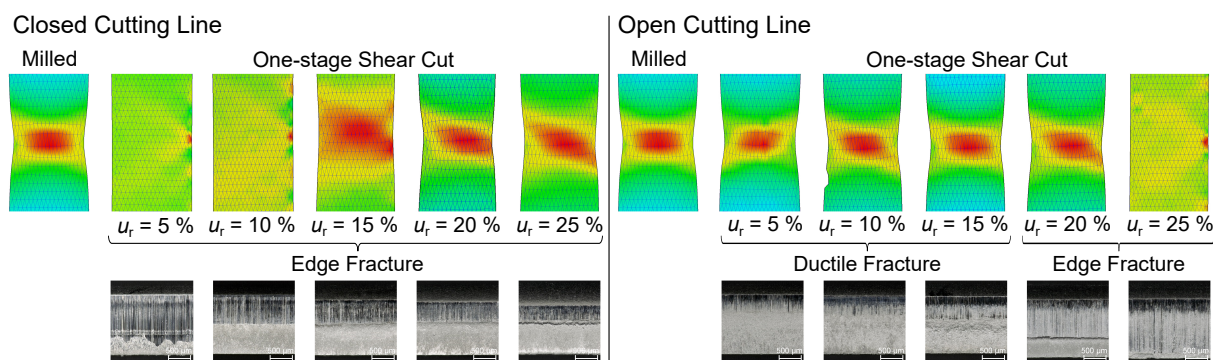 Closed Cutting Line
Milled
One-stage Shear Cut
u_r = 5 %
u_r = 10 %
u_r = 15 %
u_r = 20 %
u_r = 25 %
Edge Fracture
500 µm
500 µm
500 µm
500 µm
500 µm
Open Cutting Line
Milled
One-stage Shear Cut
u_r = 5 %
u_r = 10 %
u_r = 15 %
u_r = 20 %
u_r = 25 %
Ductile Fracture
Edge Fracture
500 µm
500 µm
500 µm
500 µm
500 µm